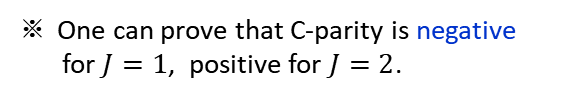 ※ One can prove that C-parity is negative
for J = 1, positive for J = 2.